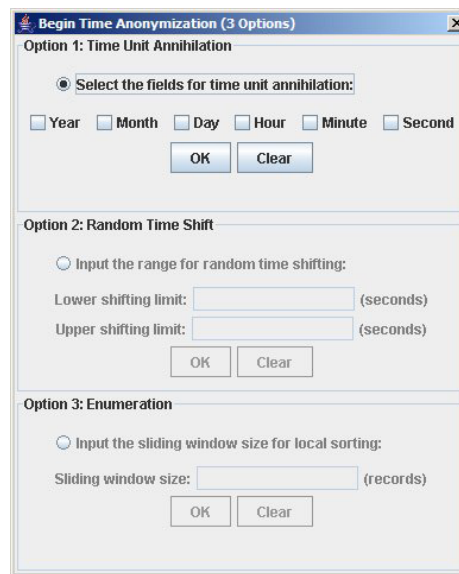 Begin Time Anonymization (3 Options)
Option 1: Time Unit Annihilation
Select the fields for time unit annihilation:
Year Month Day Hour Minute Second
OK Clear
Option 2: Random Time Shift
Input the range for random time shifting:
Lower shifting limit: (seconds)
Upper shifting limit: (seconds)
OK Clear
Option 3: Enumeration
Input the sliding window size for local sorting:
Sliding window size: (records)
OK Clear